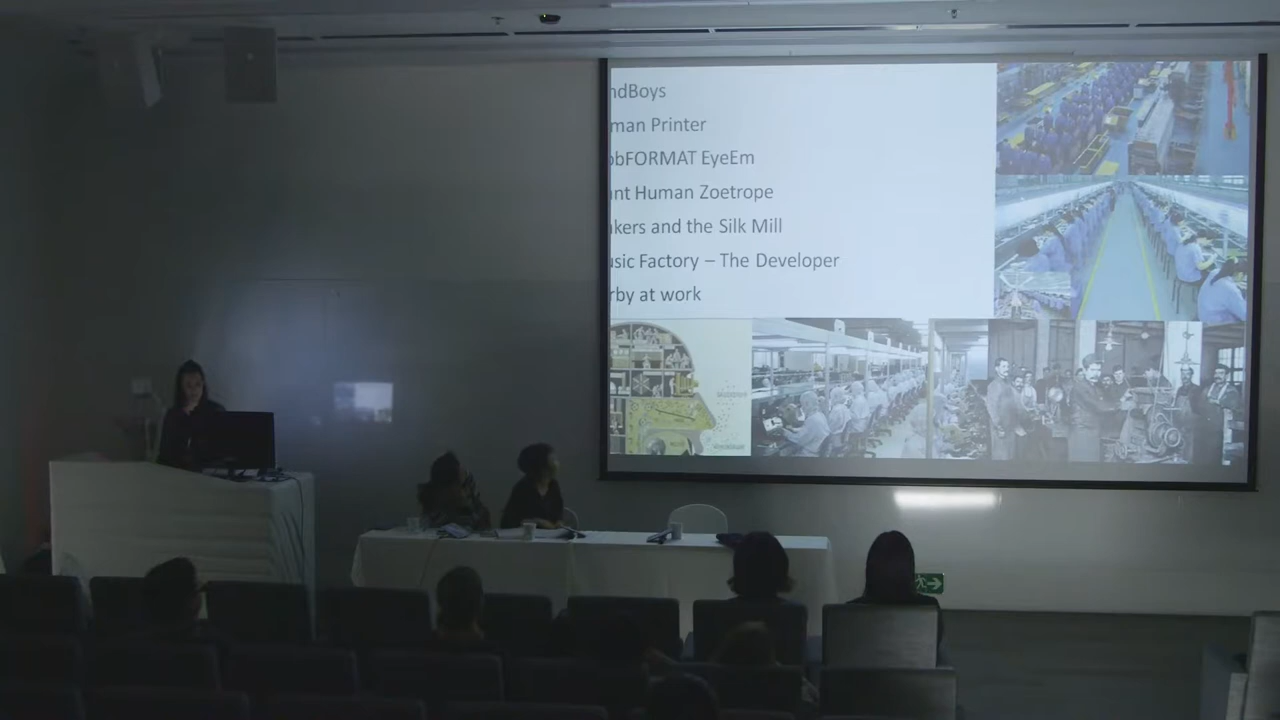 ndBoys
man Printer
obFORMAT EyeEm
nt Human Zoetrope
kers and the Silk Mill
usic Factory – The Developer
rby at work